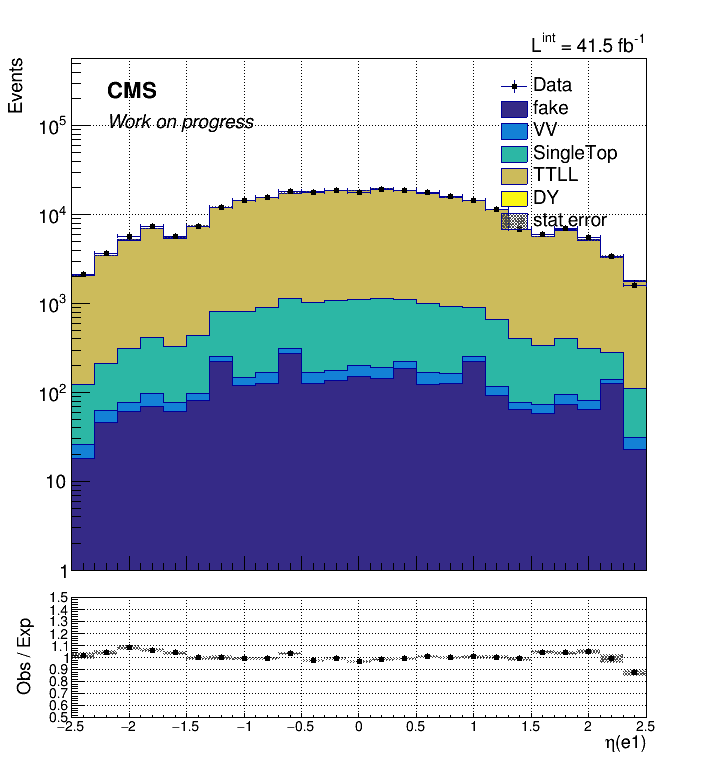 L^int = 41.5 fb^-1
Events
CMS
Work on progress
Data
fake
VV
SingleTop
TTLL
DY
stat.error
10^5
10^4
10^3
10^2
10
1
Obs / Exp
1.5
1.4
1.3
1.2
1.1
1
0.9
0.8
0.7
0.6
0.5
−2.5 −2 −1.5 −1 −0.5 0 0.5 1 1.5 2 2.5
η(e1)